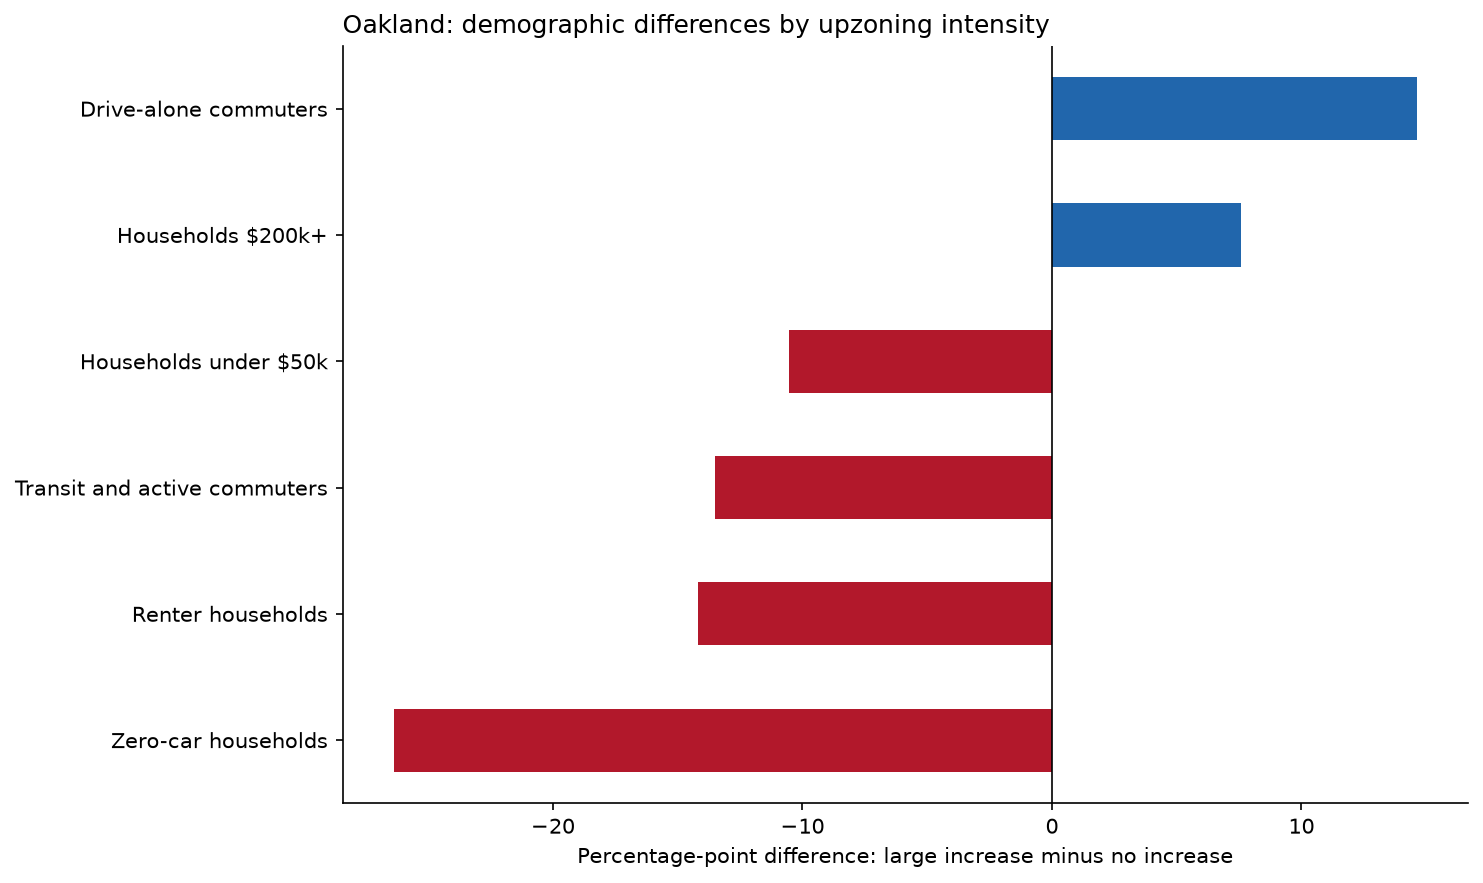 Oakland: demographic differences by upzoning intensity
Drive-alone commuters
Households $200k+
Households under $50k
Transit and active commuters
Renter households
Zero-car households
−20 −10 0 10
Percentage-point difference: large increase minus no increase